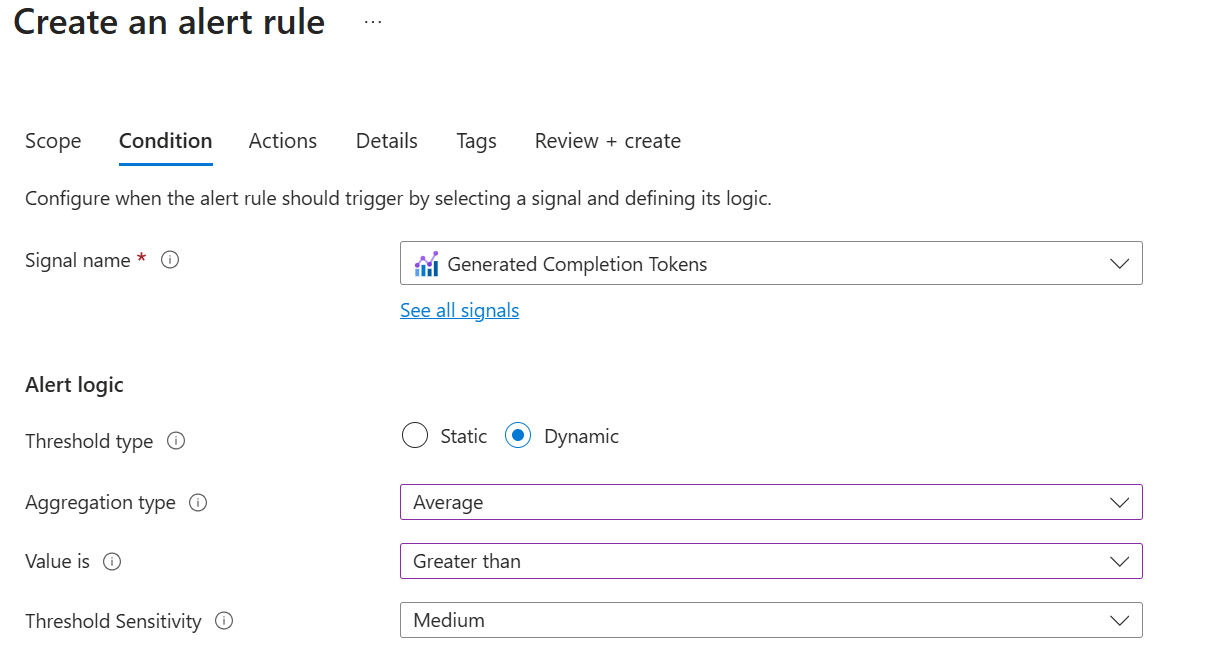 Create an alert rule ...
Scope Condition Actions Details Tags Review + create
Configure when the alert rule should trigger by selecting a signal and defining its logic.
Signal name * Generated Completion Tokens
See all signals
Alert logic
Threshold type Static Dynamic
Aggregation type Average
Value is Greater than
Threshold Sensitivity Medium